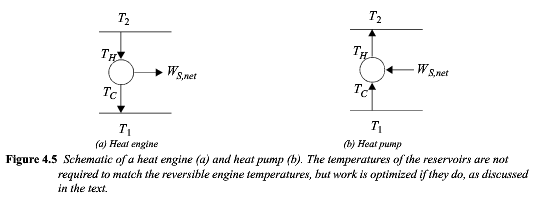 T2 T2
TH TH
WS,net WS,net
TC TC
T1 T1
(a) Heat engine (b) Heat pump
Figure 4.5 Schematic of a heat engine (a) and heat pump (b). The temperatures of the reservoirs are not
required to match the reversible engine temperatures, but work is optimized if they do, as discussed
in the text.